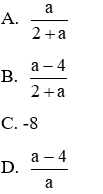 A. a / (2 + a)
B. (a − 4) / (2 + a)
C. -8
D. (a − 4) / a